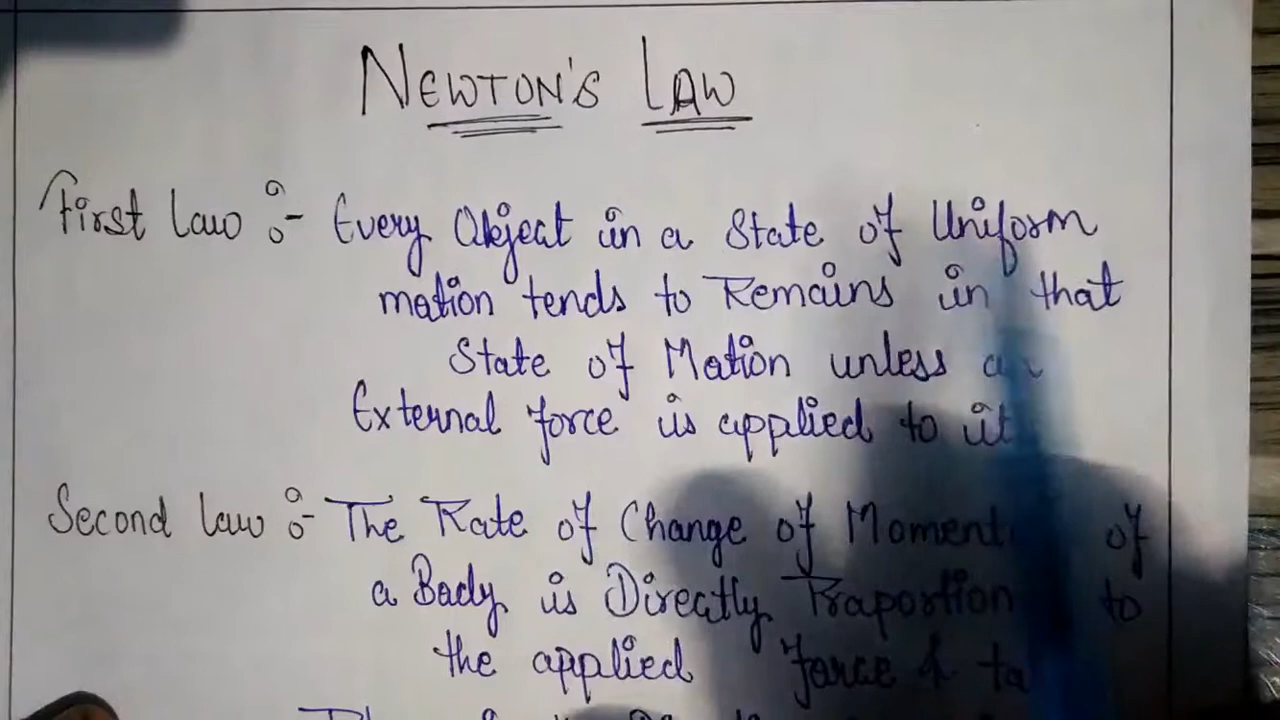 NEWTON'S LAW
First law :- Every Object in a State of Uniform
motion tends to Remains in that
State of Motion unless
External force is applied to it
Second law :- The Rate of Change of Moment of
a Body is Directly Praportion to
the applied force &